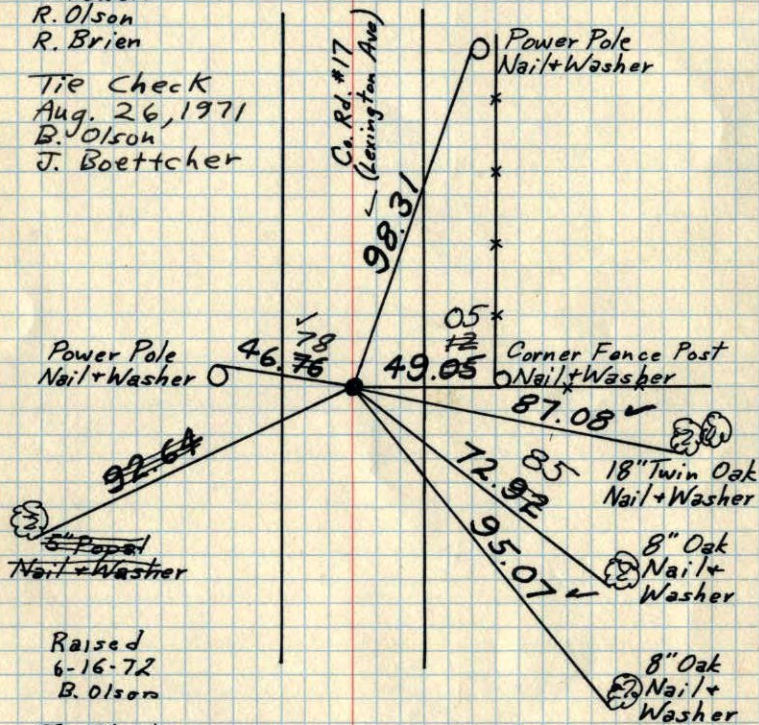 R. Olson
R. Brien
Tie Check
Aug. 26, 1971
B. Olson
J. Boettcher
Co. Rd. #17
(Lexington Ave)
Power Pole
Nail + Washer
98.31
Power Pole
Nail + Washer
78
46.76
05
12
49.05
Corner Fence Post
Nail + Washer
87.08
18" Twin Oak
Nail + Washer
92.64
5" Popal
Nail + Washer
85
72.92
8" Oak
Nail +
Washer
95.07
8" Oak
Nail +
Washer
Raised
6-16-72
B. Olson